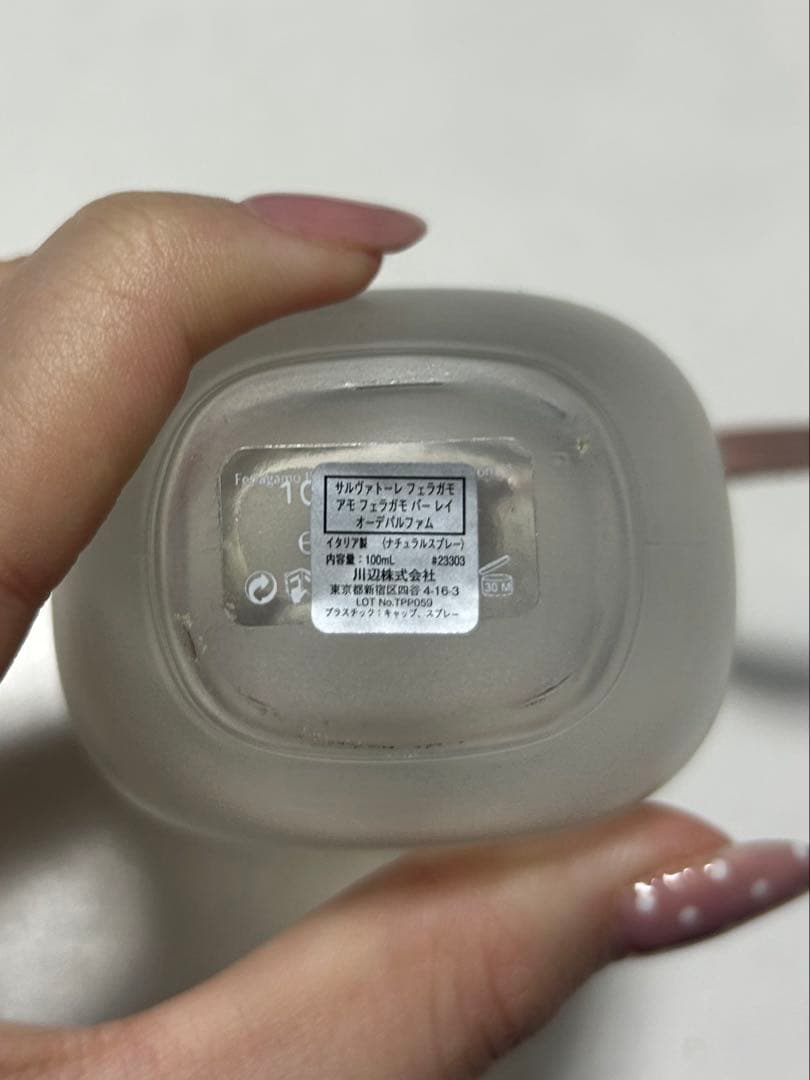 Ferragamo
10
サルヴァトーレ フェラガモ
アモ フェラガモ パー レイ
オーデパルファム
イタリア製 (ナチュラルスプレー)
内容量:100mL #23303
川辺株式会社
東京都新宿区四谷 4-16-3
LOT No.TPP059
プラスチック:キャップ、スプレー
30 M